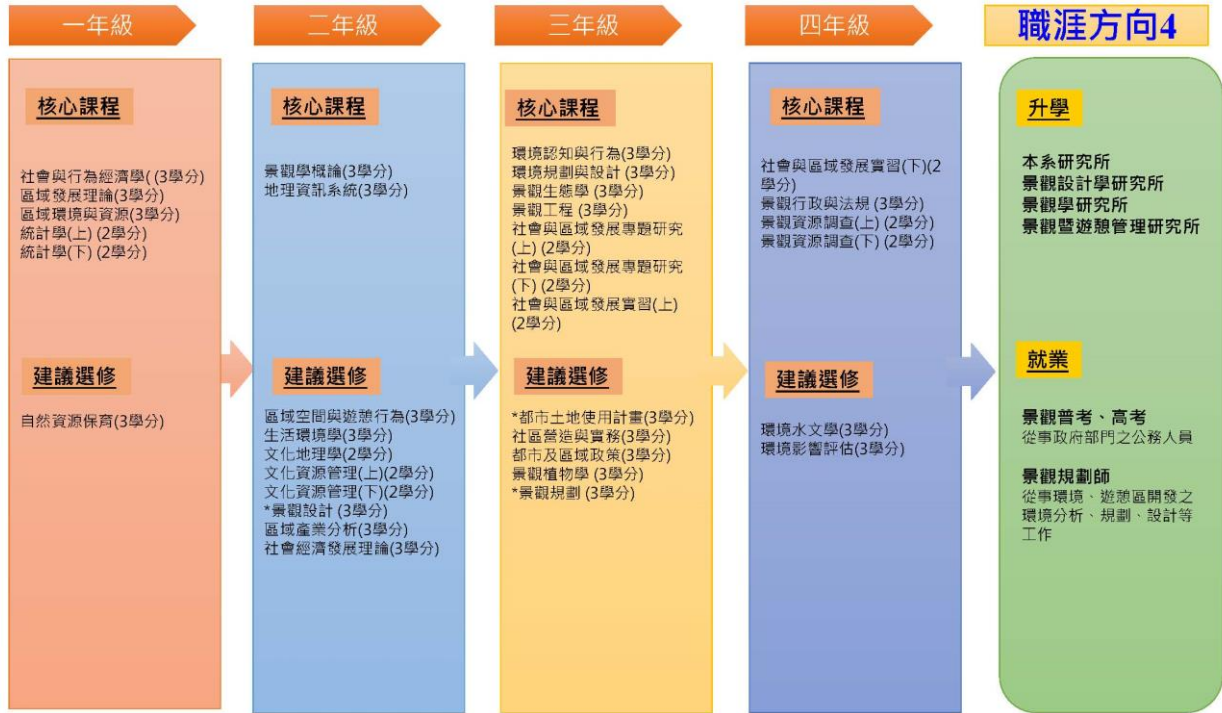 一年級
核心課程
社會與行為經濟學( (3學分)
區域發展理論(3學分)
區域環境與資源(3學分)
統計學(上) (2學分)
統計學(下) (2學分)
建議選修
自然資源保育(3學分)
二年級
核心課程
景觀學概論(3學分)
地理資訊系統(3學分)
建議選修
區域空間與遊憩行為(3學分)
生活環境學(3學分)
文化地理學(2學分)
文化資源管理(上)(2學分)
文化資源管理(下)(2學分)
*景觀設計 (3學分)
區域產業分析(3學分)
社會經濟發展理論(3學分)
三年級
核心課程
環境認知與行為(3學分)
環境規劃與設計 (3學分)
景觀生態學 (3學分)
景觀工程 (3學分)
社會與區域發展專題研究
(上) (2學分)
社會與區域發展專題研究
(下) (2學分)
社會與區域發展實習(上)
(2學分)
建議選修
*都市土地使用計畫(3學分)
社區營造與實務(3學分)
都市及區域政策(3學分)
景觀植物學 (3學分)
*景觀規劃 (3學分)
四年級
核心課程
社會與區域發展實習(下)(2
學分)
景觀行政與法規 (3學分)
景觀資源調查(上) (2學分)
景觀資源調查(下) (2學分)
建議選修
環境水文學(3學分)
環境影響評估(3學分)
職涯方向4
升學
本系研究所
景觀設計學研究所
景觀學研究所
景觀暨遊憩管理研究所
就業
景觀普考、高考
從事政府部門之公務人員
景觀規劃師
從事環境、遊憩區開發之
環境分析、規劃、設計等
工作